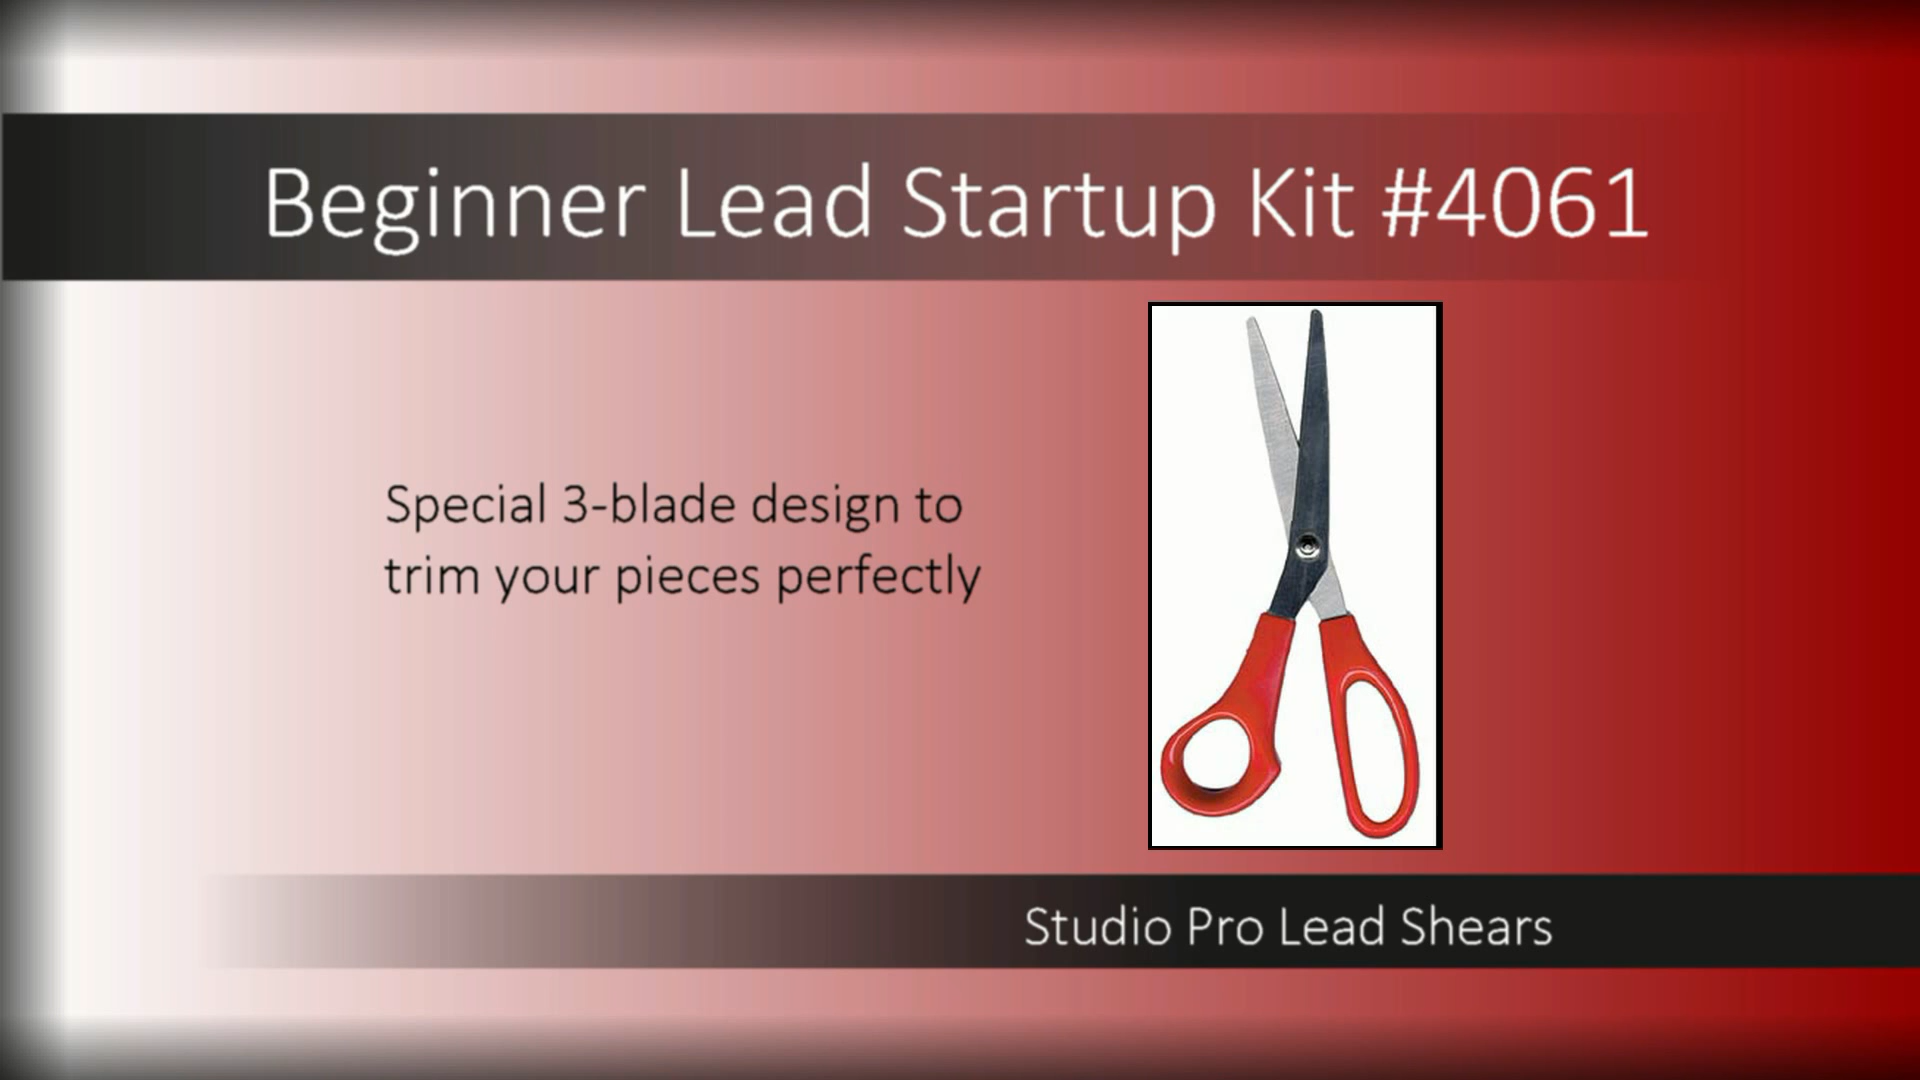 Beginner Lead Startup Kit #4061
Special 3-blade design to
trim your pieces perfectly
Studio Pro Lead Shears